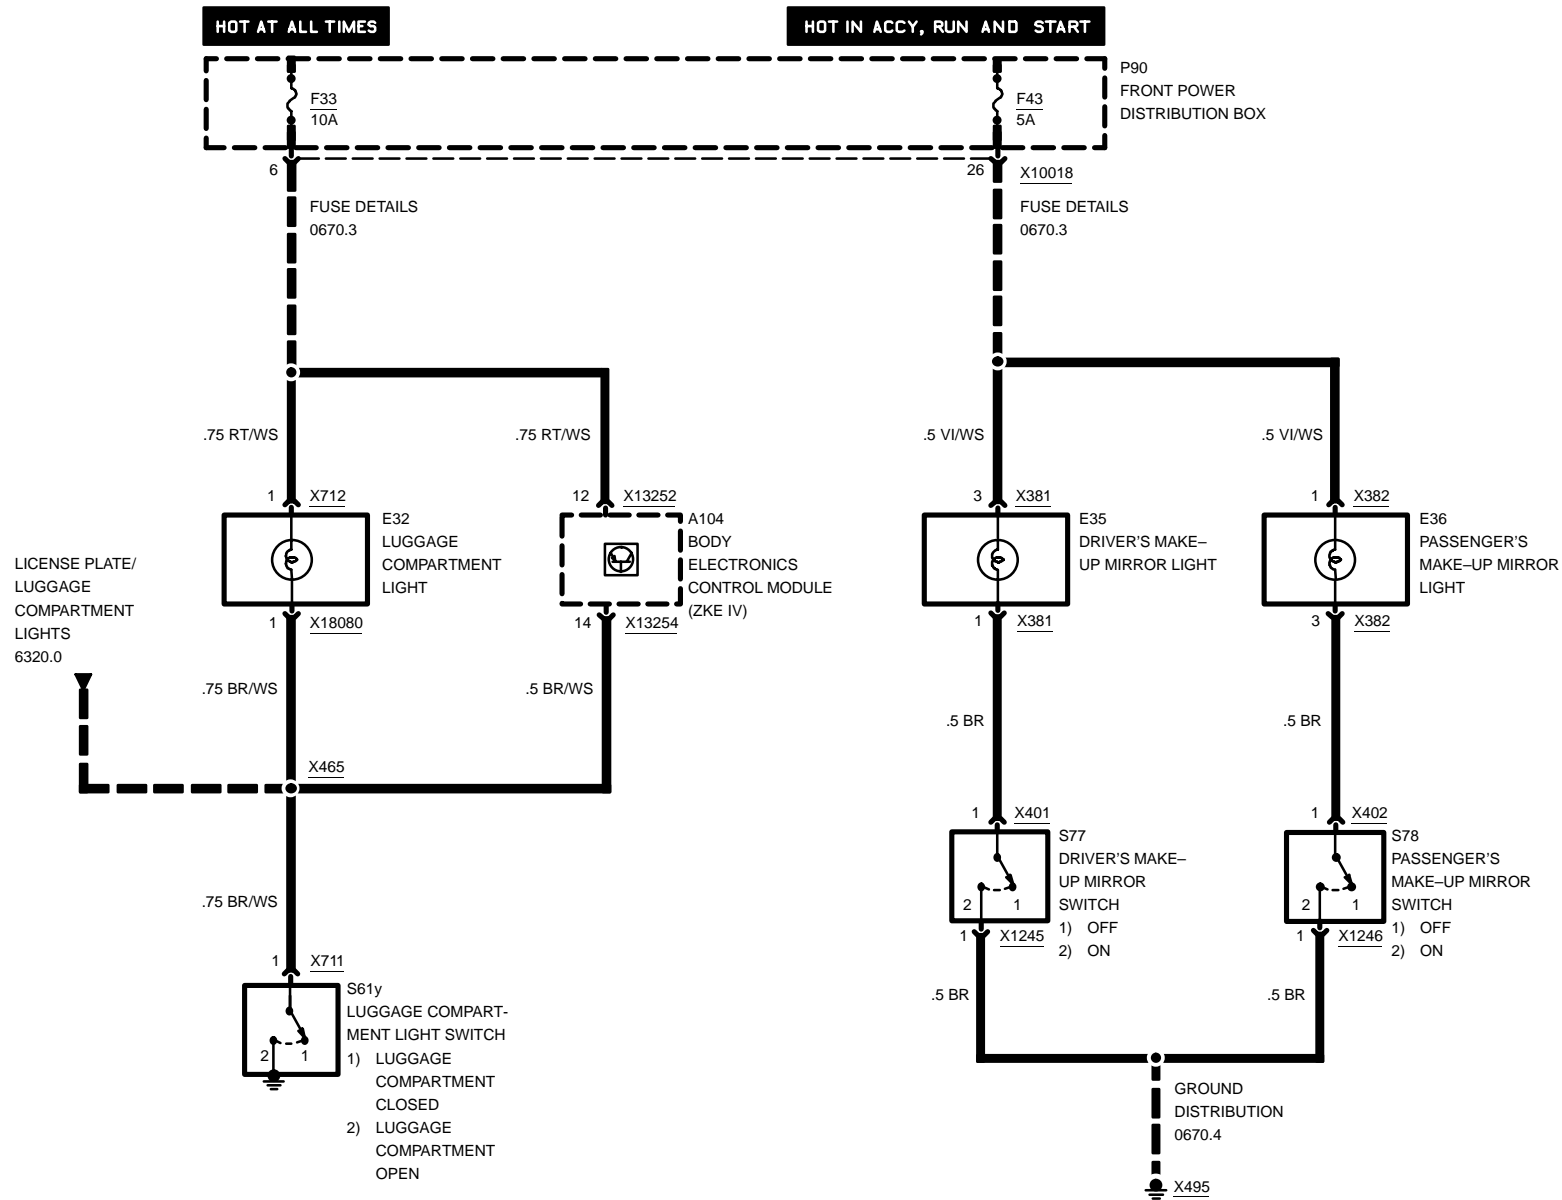 HOT AT ALL TIMES
HOT IN ACCY, RUN AND START
P90
FRONT POWER
DISTRIBUTION BOX
F33
10A
F43
5A
6
26
X10018
FUSE DETAILS
0670.3
FUSE DETAILS
0670.3
.75 RT/WS
.75 RT/WS
.5 VI/WS
.5 VI/WS
1
X712
12
X13252
3
X381
1
X382
E32
LUGGAGE
COMPARTMENT
LIGHT
A104
BODY
ELECTRONICS
CONTROL MODULE
(ZKE IV)
E35
DRIVER'S MAKE–
UP MIRROR LIGHT
E36
PASSENGER'S
MAKE–UP MIRROR
LIGHT
LICENSE PLATE/
LUGGAGE
COMPARTMENT
LIGHTS
6320.0
1
X18080
14
X13254
1
X381
3
X382
.75 BR/WS
.5 BR/WS
.5 BR
.5 BR
X465
1
X401
1
X402
S77
DRIVER'S MAKE–
UP MIRROR
SWITCH
1) OFF
2) ON
2
1
S78
PASSENGER'S
MAKE–UP MIRROR
SWITCH
1) OFF
2) ON
2
1
.75 BR/WS
1
X1245
1
X1246
1
X711
.5 BR
.5 BR
S61y
LUGGAGE COMPART-
MENT LIGHT SWITCH
1) LUGGAGE
COMPARTMENT
CLOSED
2) LUGGAGE
COMPARTMENT
OPEN
2
1
GROUND
DISTRIBUTION
0670.4
X495